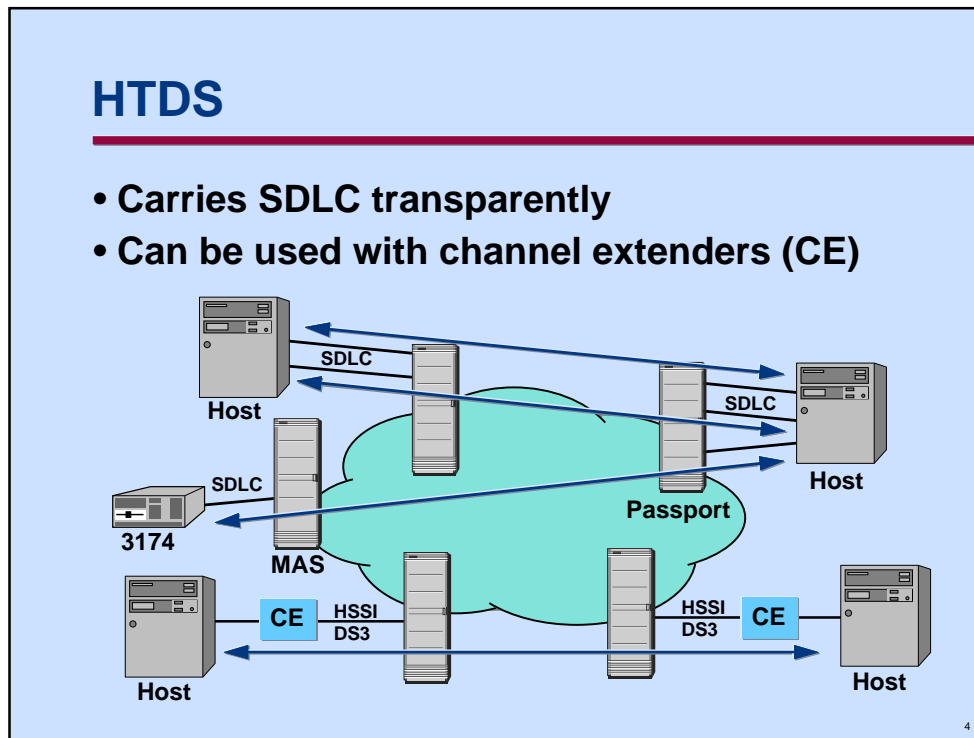 HTDS
• Carries SDLC transparently
• Can be used with channel extenders (CE)
SDLC
Host
SDLC
Host
SDLC
3174
MAS
Passport
CE
HSSI
DS3
Host
HSSI
DS3
CE
Host
4